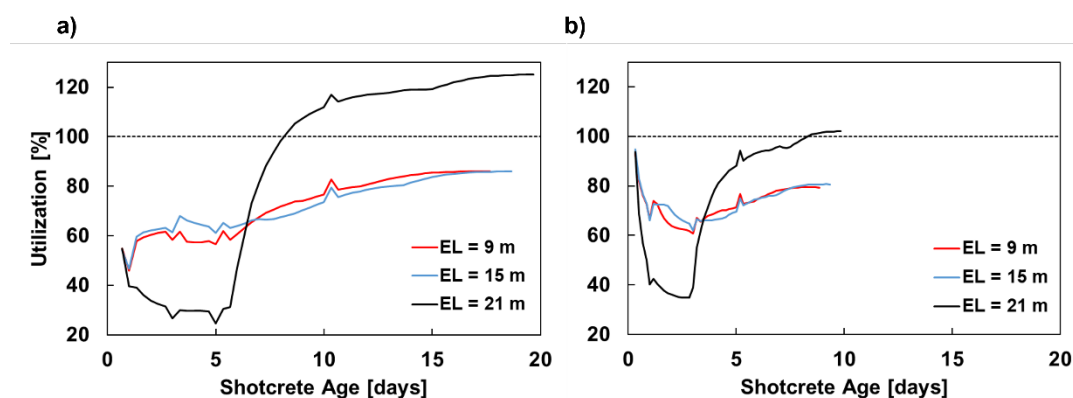 a)
b)
Utilization [%]
120
100
80
60
40
20
0
5
10
15
20
Shotcrete Age [days]
EL = 9 m
EL = 15 m
EL = 21 m
120
100
80
60
40
20
0
5
10
15
20
Shotcrete Age [days]
EL = 9 m
EL = 15 m
EL = 21 m